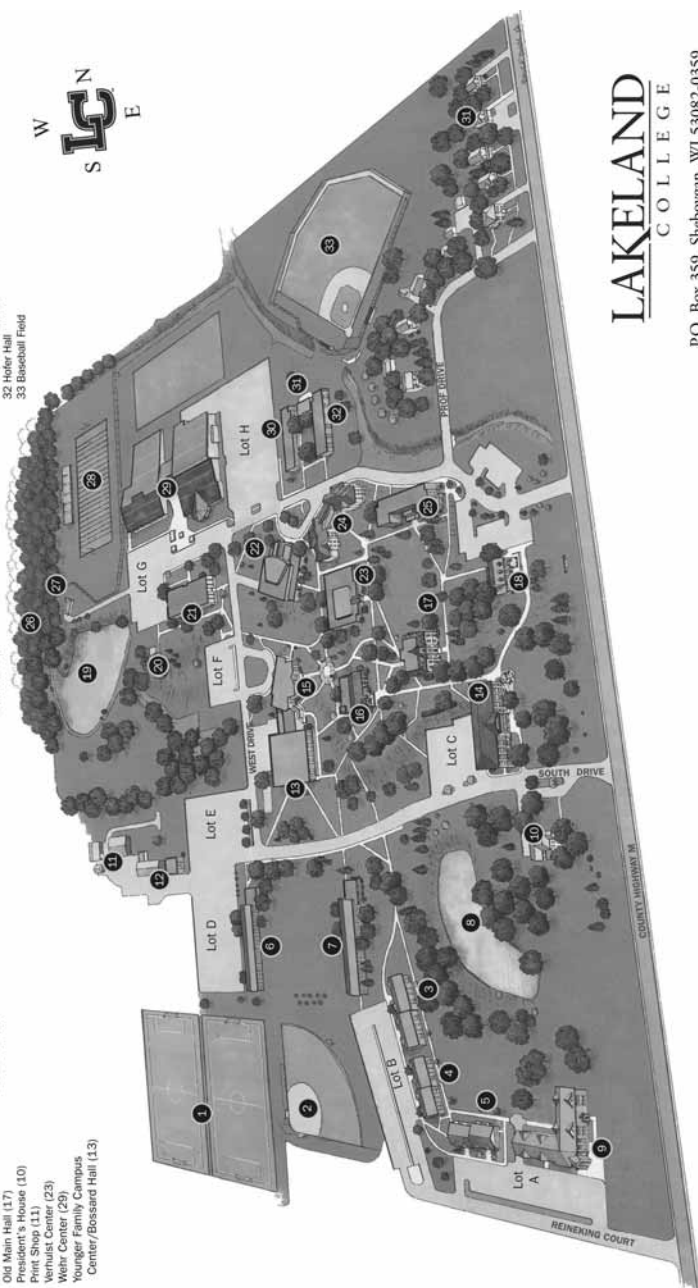 Old Main Hall (17)
President's House (10)
Print Shop (11)
Verhulst Center (23)
Wehr Center (29)
Younger Family Campus
Center/Bossard Hall (13)
32 Hofer Hall
33 Baseball Field
W
S LC N
E
26
27
28
19
20
Lot G
29
21
Lot H
30
31
32
33
31
11
12
Lot E
Lot F
WEST DRIVE
22
24
25
PROF DRIVE
Lot D
6
13
15
23
16
17
18
1
2
7
Lot C
14
SOUTH DRIVE
Lot B
3
4
5
8
10
Lot
A
9
REINEKING COURT
COUNTY HIGHWAY M
LAKELAND
COLLEGE
P.O. Box 359, Sheboygan, WI 53082-0359